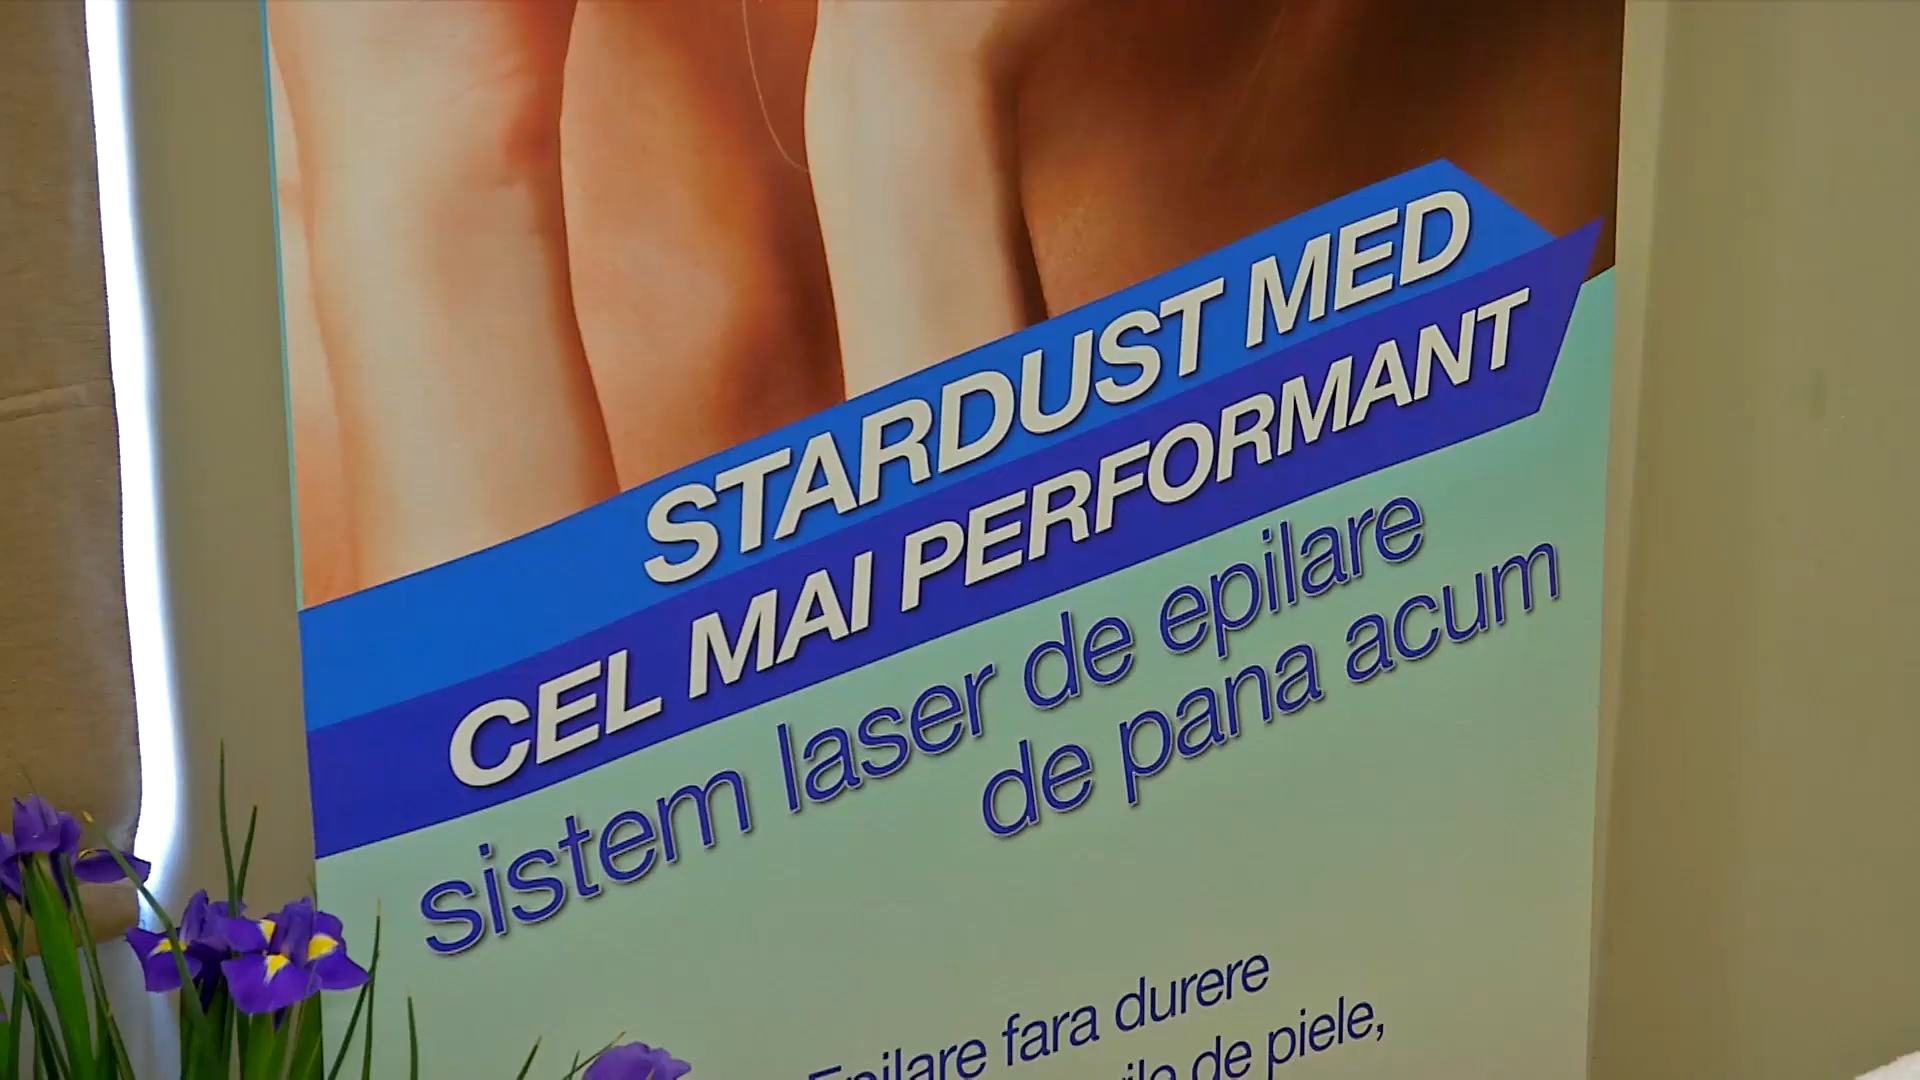 STARDUST MED
CEL MAI PERFORMANT
sistem laser de epilare
de pana acum
Epilare fara durere
de piele,